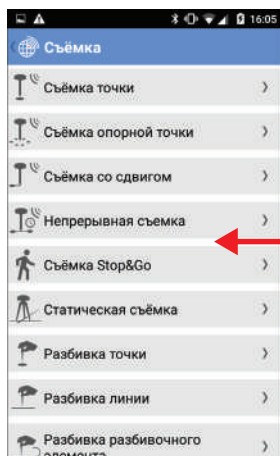 16:05
Съёмка
Съёмка точки
Съёмка опорной точки
Съёмка со сдвигом
Непрерывная съемка
Съёмка Stop&Go
Статическая съёмка
Разбивка точки
Разбивка линии
Разбивка разбивочного
элемента